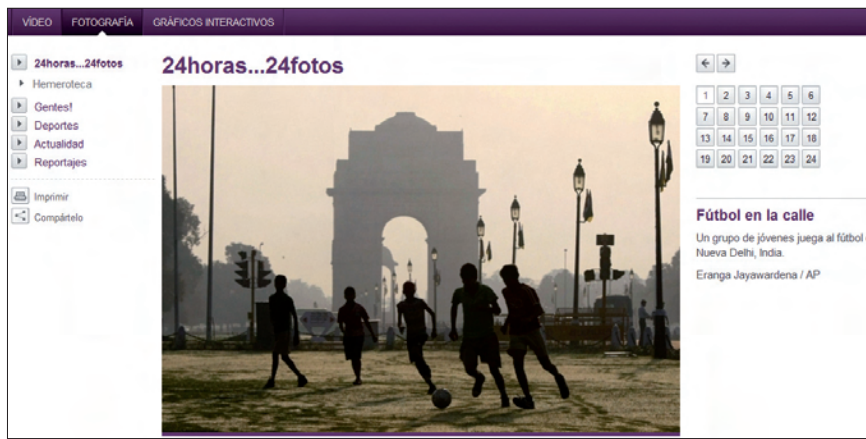 VÍDEO FOTOGRAFÍA GRÁFICOS INTERACTIVOS
24horas...24fotos
Hemeroteca
Gentes!
Deportes
Actualidad
Reportajes
Imprimir
Compártelo
24horas...24fotos
1 2 3 4 5 6
7 8 9 10 11 12
13 14 15 16 17 18
19 20 21 22 23 24
Fútbol en la calle
Un grupo de jóvenes juega al fútbol
Nueva Delhi, India.
Eranga Jayawardena / AP